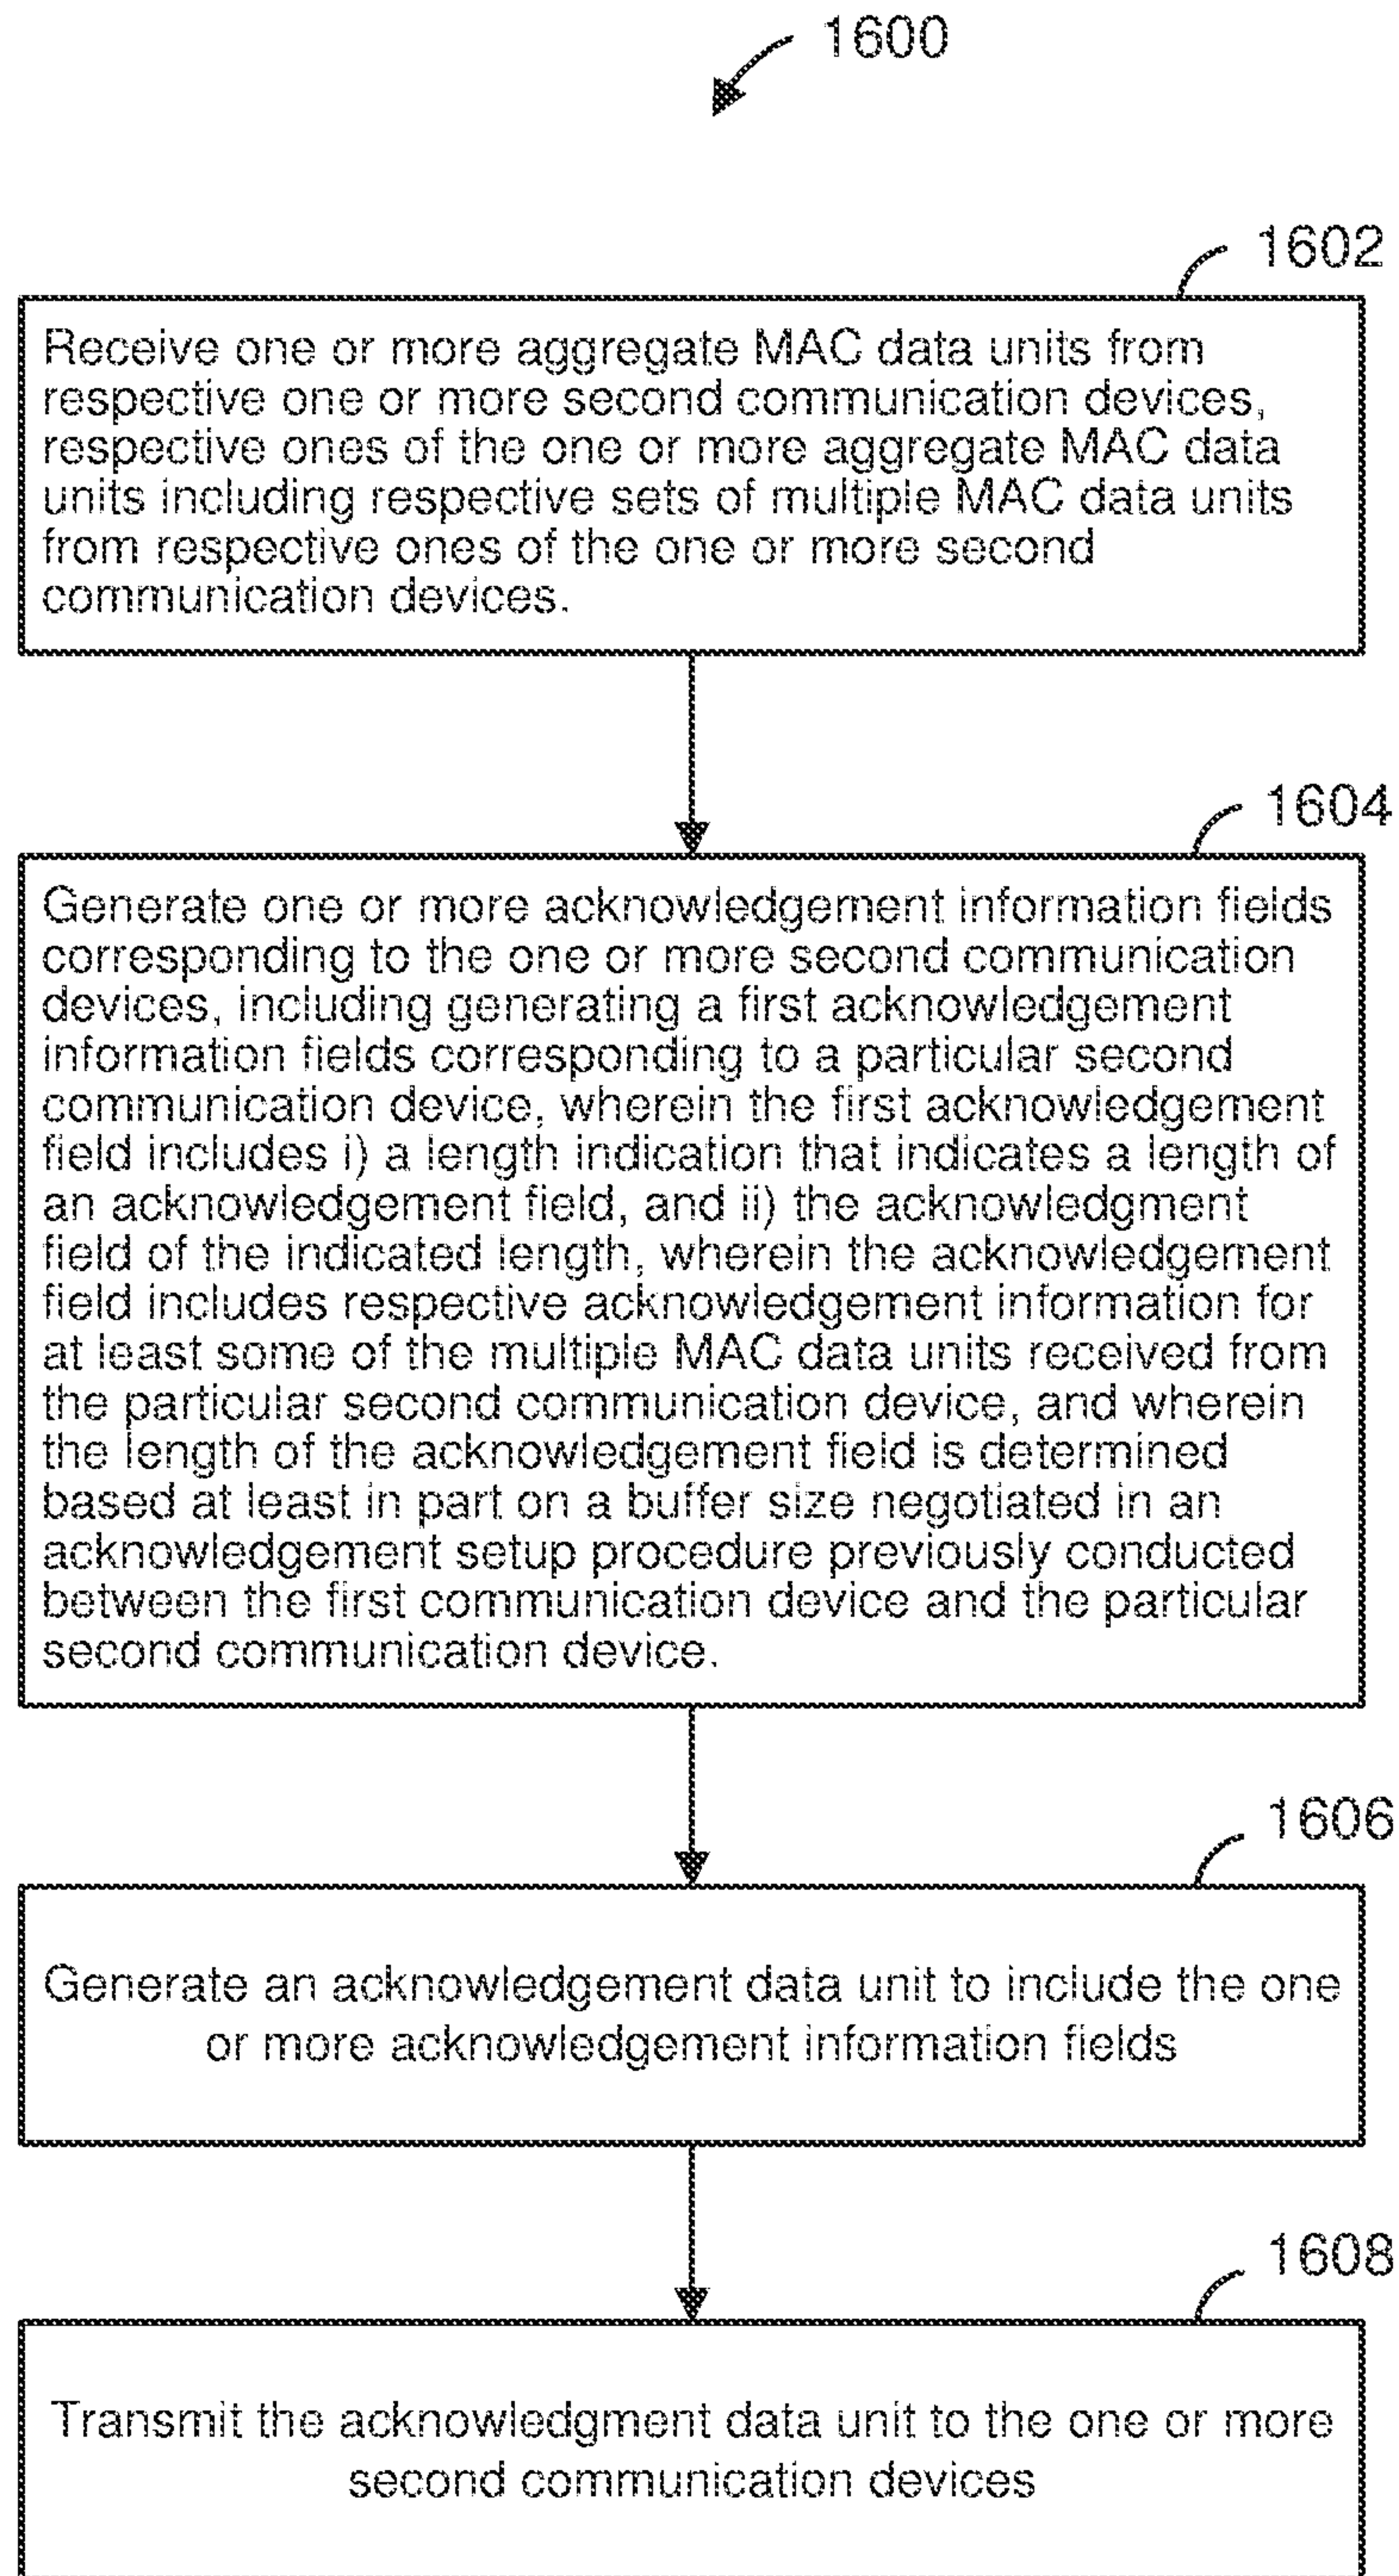 1600
1602
Receive one or more aggregate MAC data units from
respective one or more second communication devices,
respective ones of the one or more aggregate MAC data
units including respective sets of multiple MAC data units
from respective ones of the one or more second
communication devices.
1604
Generate one or more acknowledgement information fields
corresponding to the one or more second communication
devices, including generating a first acknowledgement
information fields corresponding to a particular second
communication device, wherein the first acknowledgement
field includes i) a length indication that indicates a length of
an acknowledgement field, and ii) the acknowledgment
field of the indicated length, wherein the acknowledgement
field includes respective acknowledgement information for
at least some of the multiple MAC data units received from
the particular second communication device, and wherein
the length of the acknowledgement field is determined
based at least in part on a buffer size negotiated in an
acknowledgement setup procedure previously conducted
between the first communication device and the particular
second communication device.
1606
Generate an acknowledgement data unit to include the one
or more acknowledgement information fields
1608
Transmit the acknowledgment data unit to the one or more
second communication devices